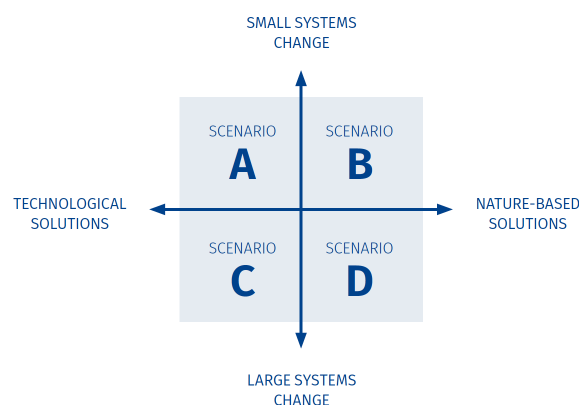 SMALL SYSTEMS
CHANGE
SCENARIO
A
SCENARIO
B
TECHNOLOGICAL
SOLUTIONS
NATURE-BASED
SOLUTIONS
SCENARIO
C
SCENARIO
D
LARGE SYSTEMS
CHANGE